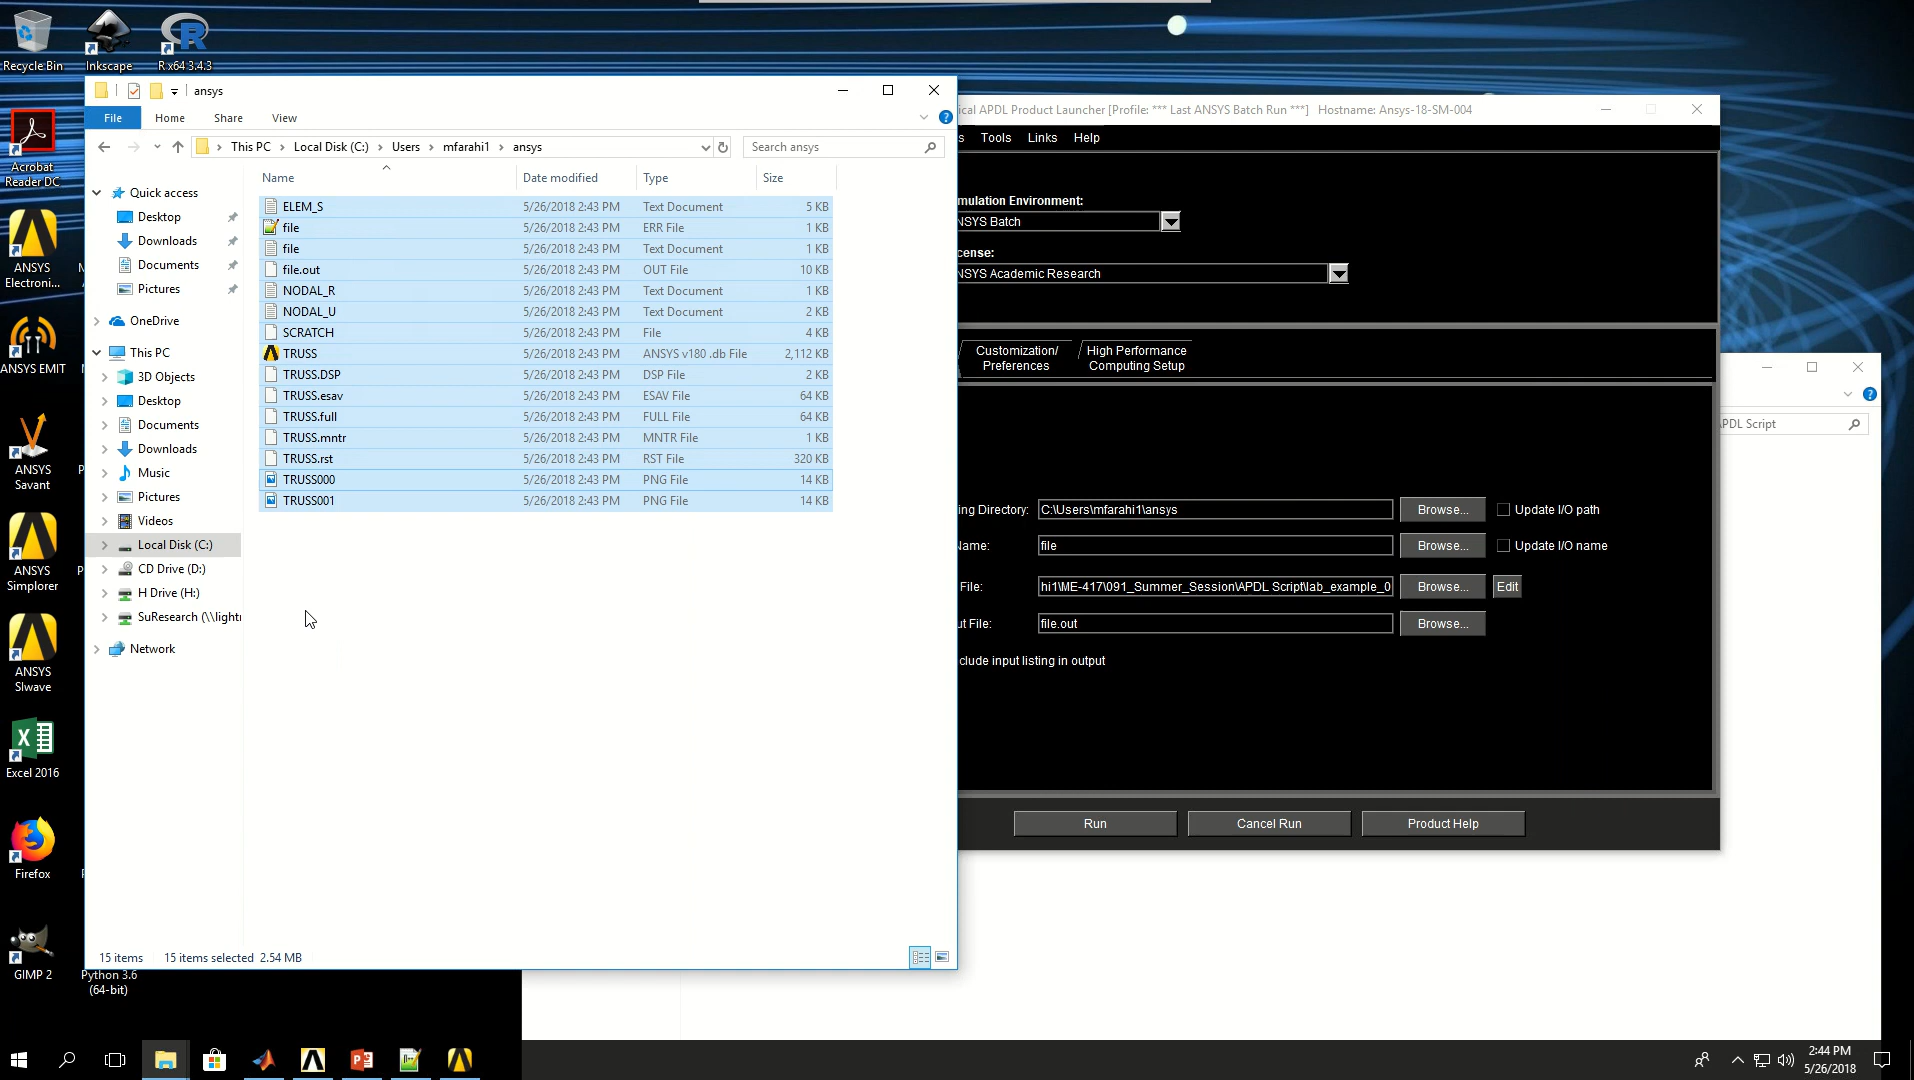 Recycle Bin
Inkscape
R x64 3.4.3
Acrobat
Reader DC
ANSYS
Electroni...
ANSYS EMIT
ANSYS
Savant
ANSYS
Simplorer
ANSYS
SIwave
Excel 2016
Firefox
GIMP 2
Python 3.6
(64-bit)
ansys
File
Home
Share
View
This PC
Local Disk (C:)
Users
mfarahi1
ansys
Search ansys
Quick access
Desktop
Downloads
Documents
Pictures
OneDrive
This PC
3D Objects
Desktop
Documents
Downloads
Music
Pictures
Videos
Local Disk (C:)
CD Drive (D:)
H Drive (H:)
SuResearch (\\light
Network
Name Date modified Type Size
ELEM_S 5/26/2018 2:43 PM Text Document 5 KB
file 5/26/2018 2:43 PM ERR File 1 KB
file 5/26/2018 2:43 PM Text Document 1 KB
file.out 5/26/2018 2:43 PM OUT File 10 KB
NODAL_R 5/26/2018 2:43 PM Text Document 1 KB
NODAL_U 5/26/2018 2:43 PM Text Document 2 KB
SCRATCH 5/26/2018 2:43 PM File 4 KB
TRUSS 5/26/2018 2:43 PM ANSYS v180 .db File 2,112 KB
TRUSS.DSP 5/26/2018 2:43 PM DSP File 2 KB
TRUSS.esav 5/26/2018 2:43 PM ESAV File 64 KB
TRUSS.full 5/26/2018 2:43 PM FULL File 64 KB
TRUSS.mntr 5/26/2018 2:43 PM MNTR File 1 KB
TRUSS.rst 5/26/2018 2:43 PM RST File 320 KB
TRUSS000 5/26/2018 2:43 PM PNG File 14 KB
TRUSS001 5/26/2018 2:43 PM PNG File 14 KB
15 items 15 items selected 2.54 MB
ical APDL Product Launcher [Profile: *** Last ANSYS Batch Run ***] Hostname: Ansys-18-SM-004
s Tools Links Help
mulation Environment:
NSYS Batch
cense:
NSYS Academic Research
Customization/
Preferences
High Performance
Computing Setup
ing Directory: C:\Users\mfarahi1\ansys Browse... Update I/O path
Name: file Browse... Update I/O name
File: hi1\ME-417\091_Summer_Session\APDL Script\lab_example_0 Browse... Edit
ut File: file.out Browse...
clude input listing in output
Run Cancel Run Product Help
PDL Script
2:44 PM
5/26/2018